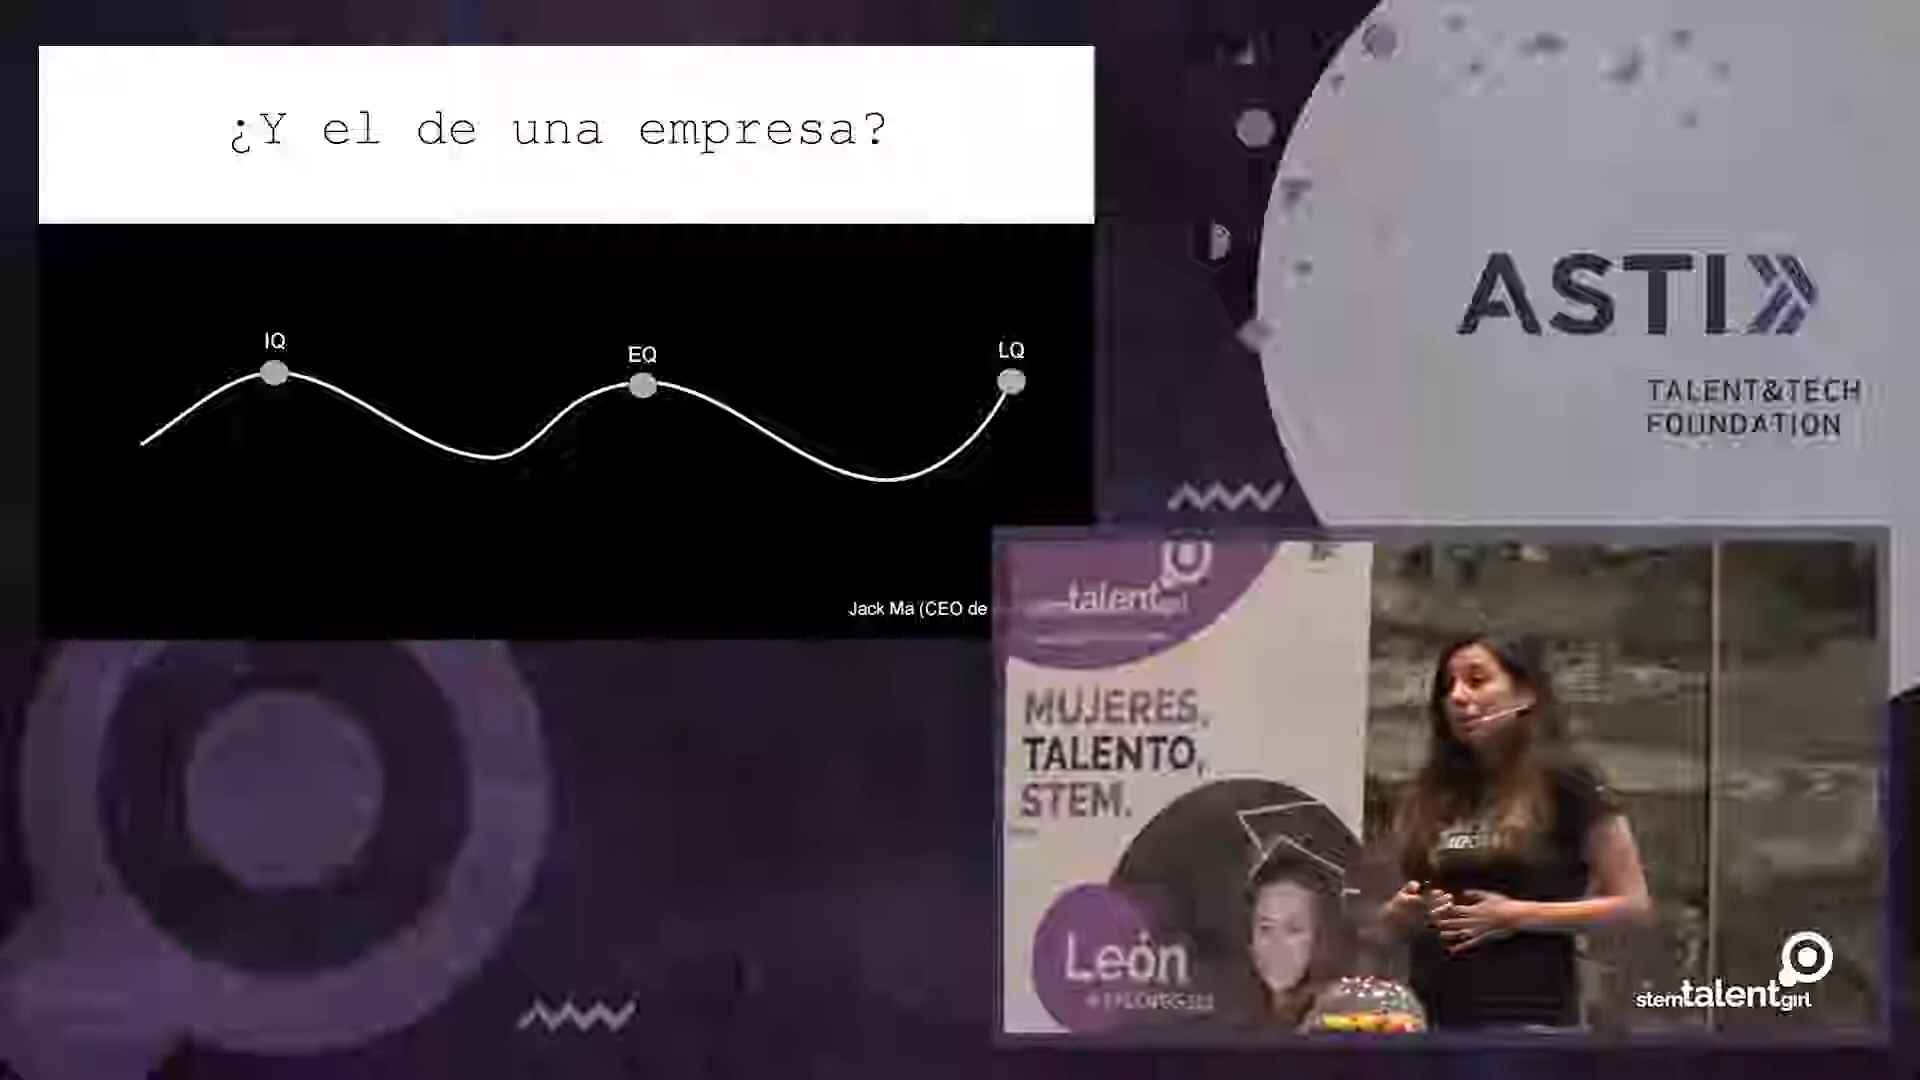 ¿Y el de una empresa?
IQ
EQ
LQ
Jack Ma (CEO de
ASTI
TALENT&TECH
FOUNDATION
talent
MUJERES,
TALENTO,
STEM.
León
stemtalentgirl